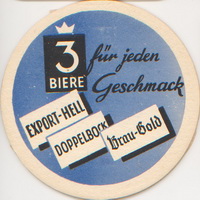 3 für jeden
BIERE Geschmack
EXPORT-HELL
DOPPELBOCK
Brau-Gold